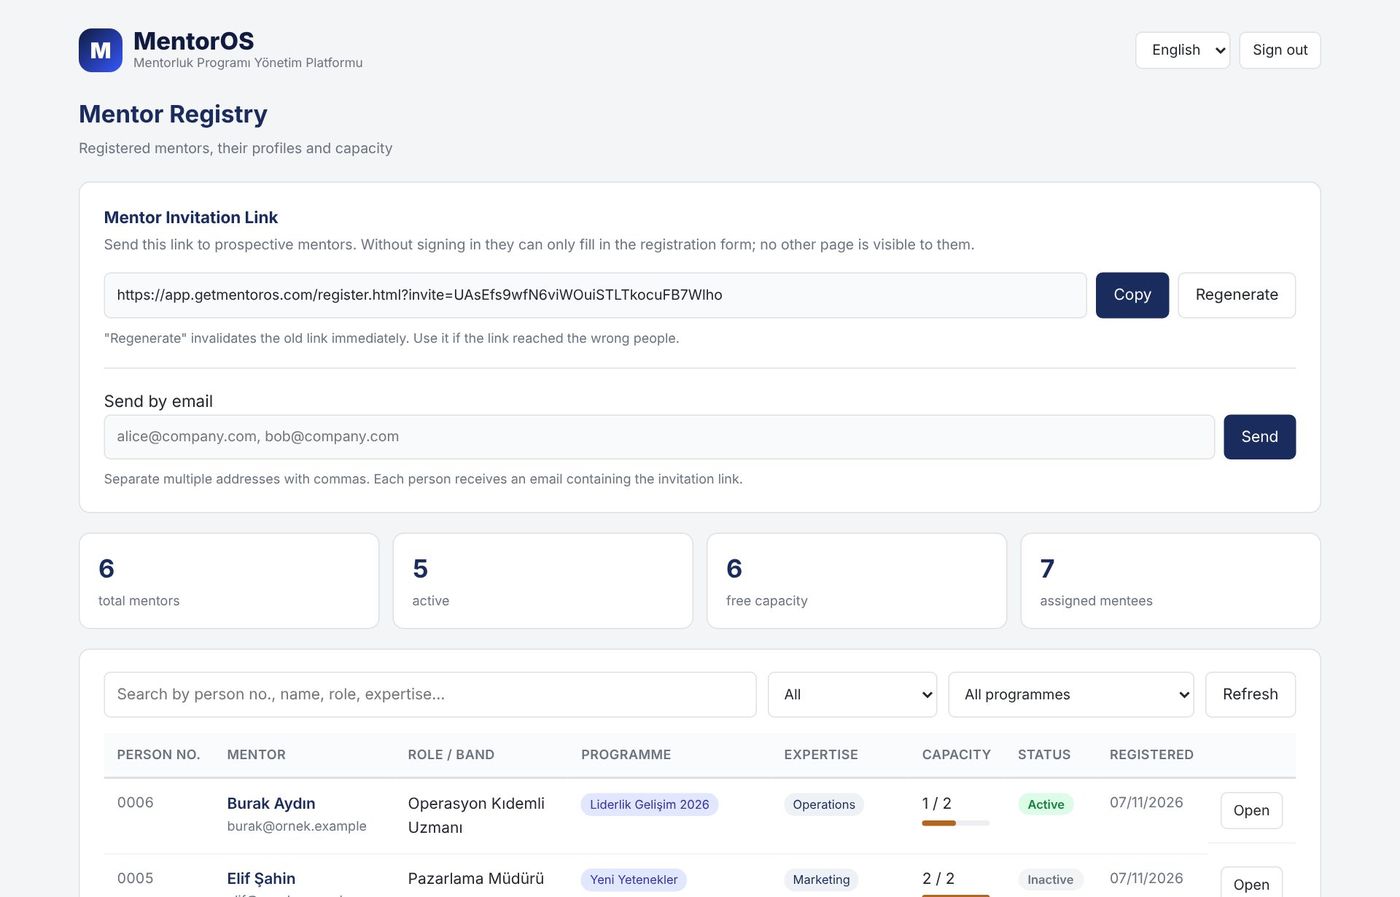 M
MentorOS
Mentorluk Programı Yönetim Platformu
English
Sign out
Mentor Registry
Registered mentors, their profiles and capacity
Mentor Invitation Link
Send this link to prospective mentors. Without signing in they can only fill in the registration form; no other page is visible to them.
https://app.getmentoros.com/register.html?invite=UAsEfs9wfN6viWOuiSTLTkocuFB7Wlho
Copy
Regenerate
"Regenerate" invalidates the old link immediately. Use it if the link reached the wrong people.
Send by email
alice@company.com, bob@company.com
Send
Separate multiple addresses with commas. Each person receives an email containing the invitation link.
6
total mentors
5
active
6
free capacity
7
assigned mentees
Search by person no., name, role, expertise...
All
All programmes
Refresh
PERSON NO. MENTOR ROLE / BAND PROGRAMME EXPERTISE CAPACITY STATUS REGISTERED
0006 Burak Aydın Operasyon Kıdemli Liderlik Gelişim 2026 Operations 1 / 2 Active 07/11/2026 Open
burak@ornek.example Uzmanı
0005 Elif Şahin Pazarlama Müdürü Yeni Yetenekler Marketing 2 / 2 Inactive 07/11/2026 Open